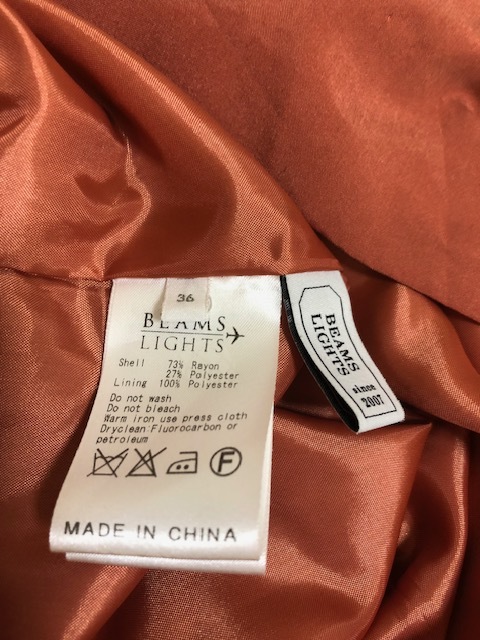 36
BEAMS
LIGHTS
Shell 73% Rayon
27% Polyester
Lining 100% Polyester
Do not wash
Do not bleach
Warm iron use press cloth
Dryclean:Fluorocarbon or
petroleum
F
MADE IN CHINA
BEAMS
LIGHTS
since
2007